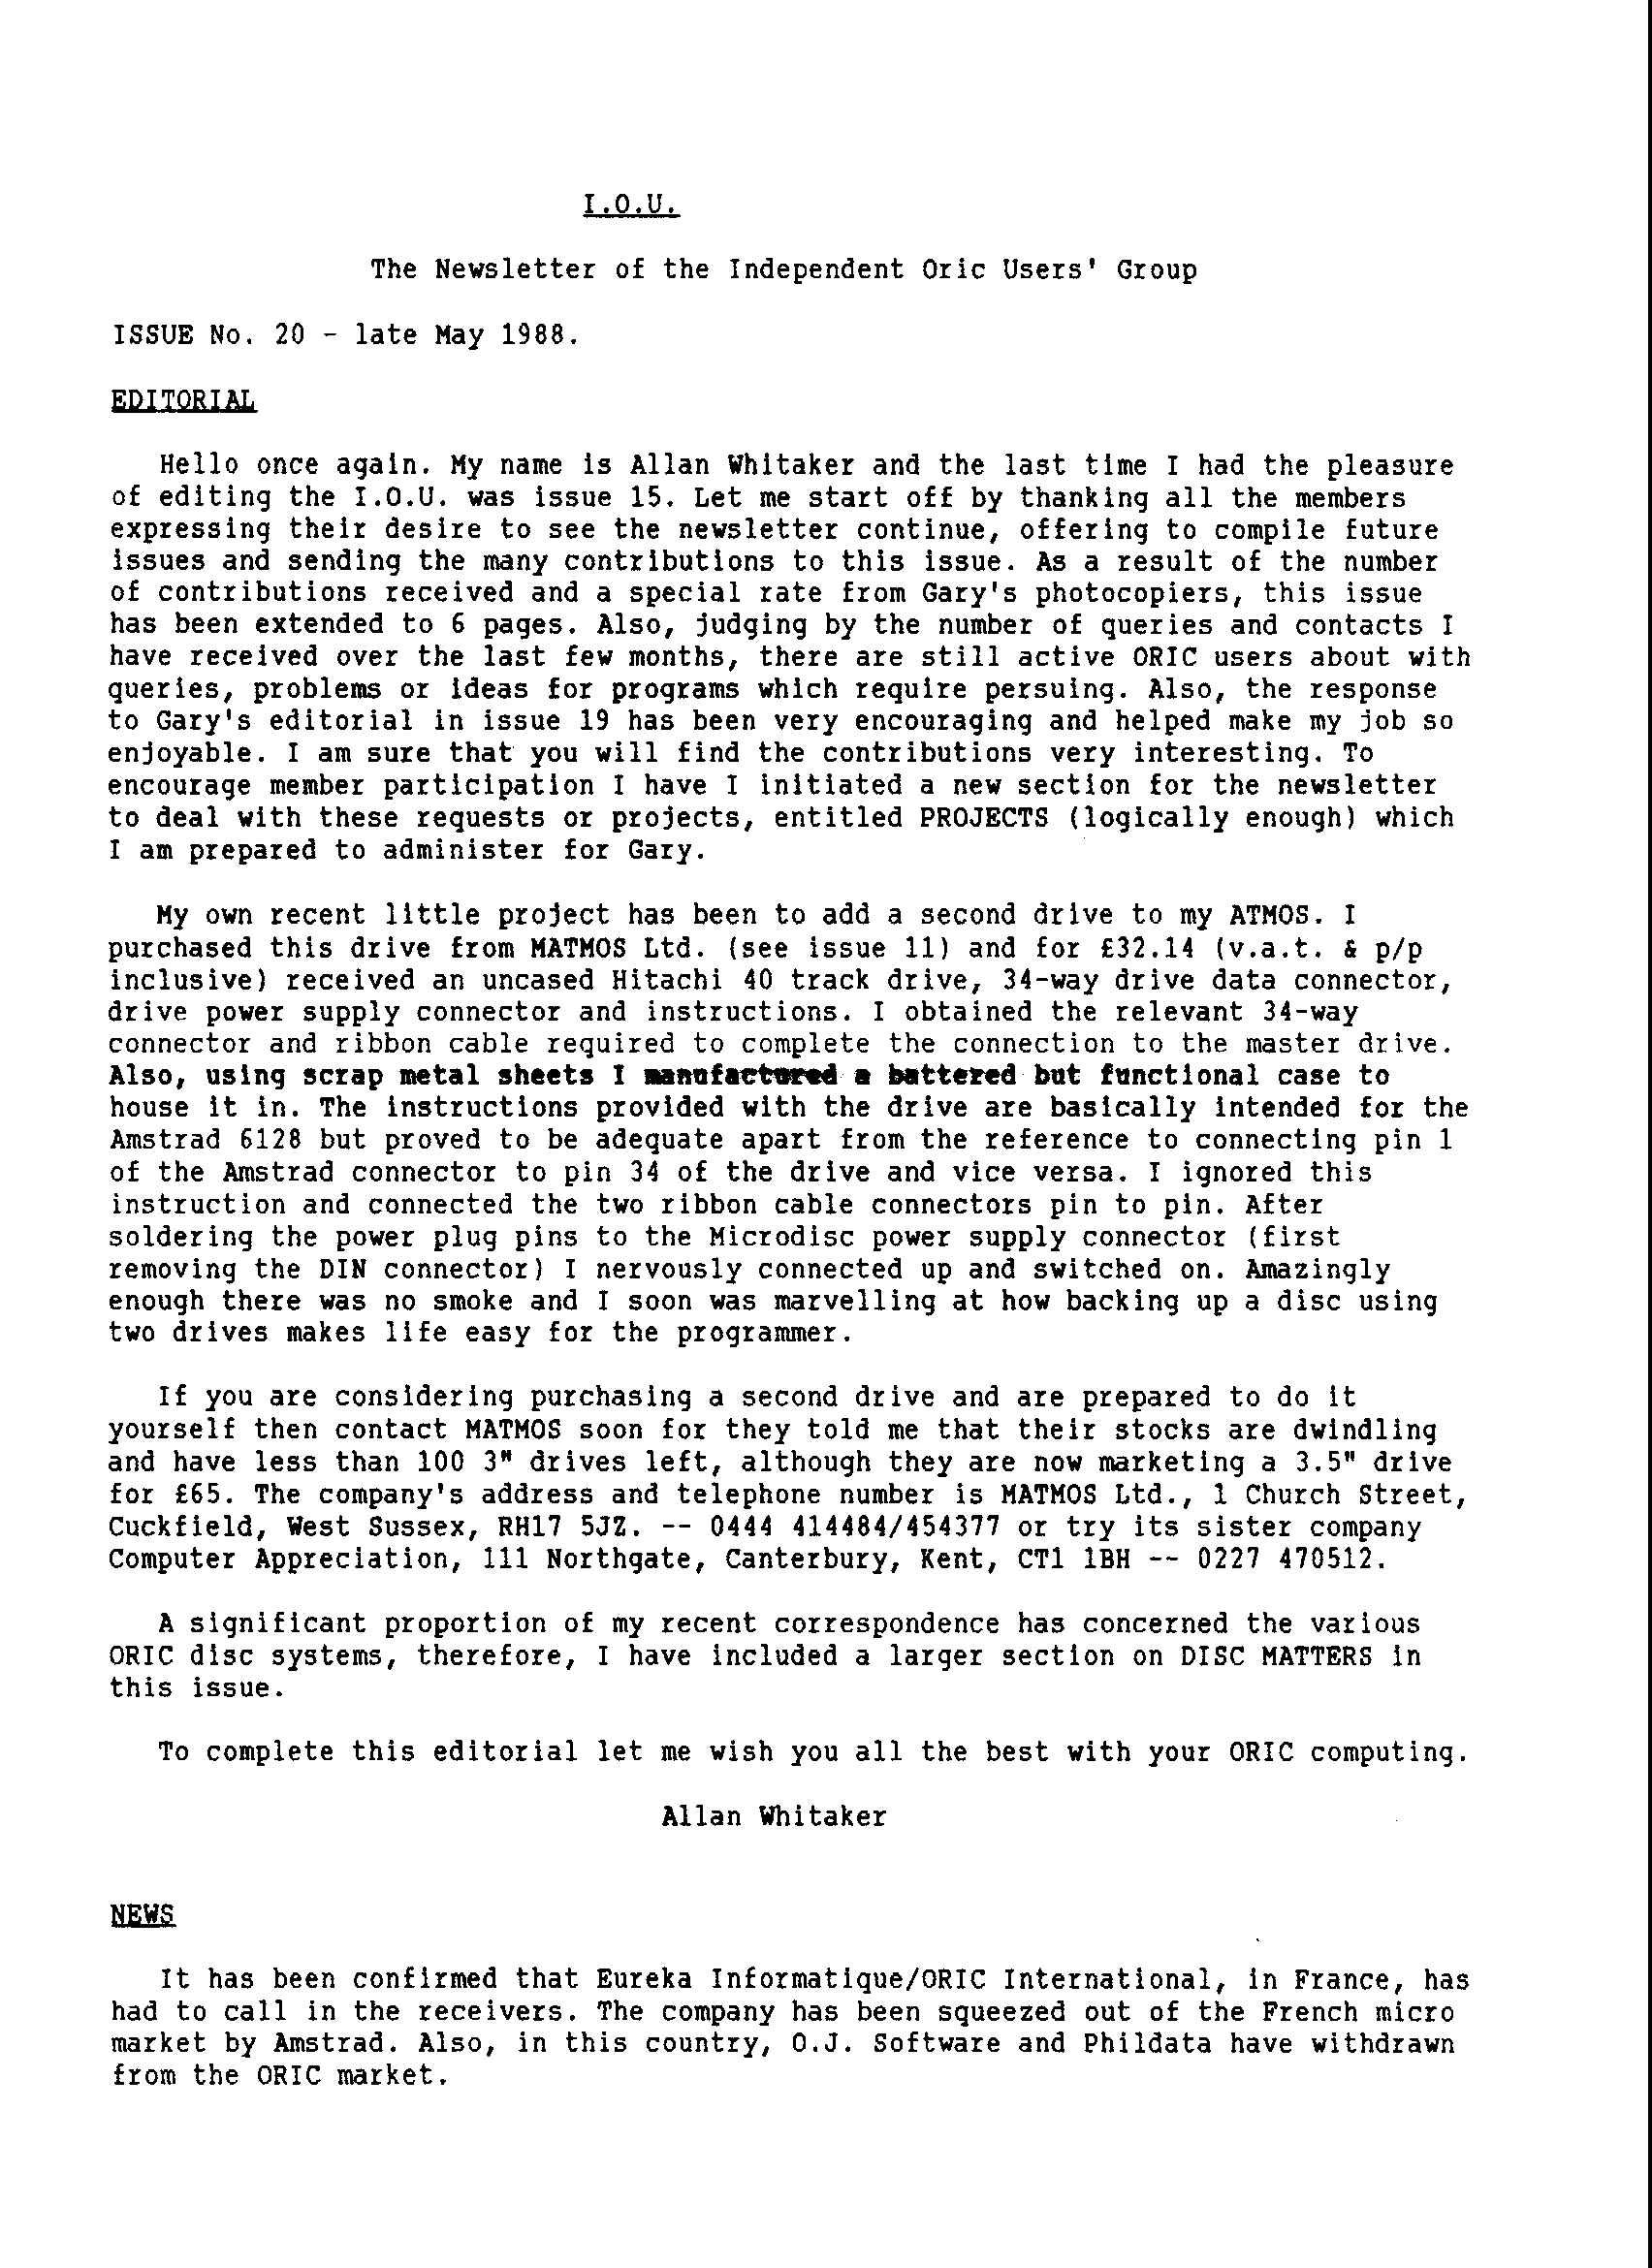 I.O.U.
The Newsletter of the Independent Oric Users' Group
ISSUE No. 20 - late May 1988.
EDITORIAL
Hello once again. My name is Allan Whitaker and the last time I had the pleasure
of editing the I.O.U. was issue 15. Let me start off by thanking all the members
expressing their desire to see the newsletter continue, offering to compile future
issues and sending the many contributions to this issue. As a result of the number
of contributions received and a special rate from Gary's photocopiers, this issue
has been extended to 6 pages. Also, judging by the number of queries and contacts I
have received over the last few months, there are still active ORIC users about with
queries, problems or ideas for programs which require persuing. Also, the response
to Gary's editorial in issue 19 has been very encouraging and helped make my job so
enjoyable. I am sure that you will find the contributions very interesting. To
encourage member participation I have I initiated a new section for the newsletter
to deal with these requests or projects, entitled PROJECTS (logically enough) which
I am prepared to administer for Gary.
My own recent little project has been to add a second drive to my ATMOS. I
purchased this drive from MATMOS Ltd. (see issue 11) and for £32.14 (v.a.t. & p/p
inclusive) received an uncased Hitachi 40 track drive, 34-way drive data connector,
drive power supply connector and instructions. I obtained the relevant 34-way
connector and ribbon cable required to complete the connection to the master drive.
Also, using scrap metal sheets I manufactured a battered but functional case to
house it in. The instructions provided with the drive are basically intended for the
Amstrad 6128 but proved to be adequate apart from the reference to connecting pin 1
of the Amstrad connector to pin 34 of the drive and vice versa. I ignored this
instruction and connected the two ribbon cable connectors pin to pin. After
soldering the power plug pins to the Microdisc power supply connector (first
removing the DIN connector) I nervously connected up and switched on. Amazingly
enough there was no smoke and I soon was marvelling at how backing up a disc using
two drives makes life easy for the programmer.
If you are considering purchasing a second drive and are prepared to do it
yourself then contact MATMOS soon for they told me that their stocks are dwindling
and have less than 100 3" drives left, although they are now marketing a 3.5" drive
for £65. The company's address and telephone number is MATMOS Ltd., 1 Church Street,
Cuckfield, West Sussex, RH17 5JZ. -- 0444 414484/454377 or try its sister company
Computer Appreciation, 111 Northgate, Canterbury, Kent, CT1 1BH -- 0227 470512.
A significant proportion of my recent correspondence has concerned the various
ORIC disc systems, therefore, I have included a larger section on DISC MATTERS in
this issue.
To complete this editorial let me wish you all the best with your ORIC computing.
Allan Whitaker
NEWS
It has been confirmed that Eureka Informatique/ORIC International, in France, has
had to call in the receivers. The company has been squeezed out of the French micro
market by Amstrad. Also, in this country, O.J. Software and Phildata have withdrawn
from the ORIC market.